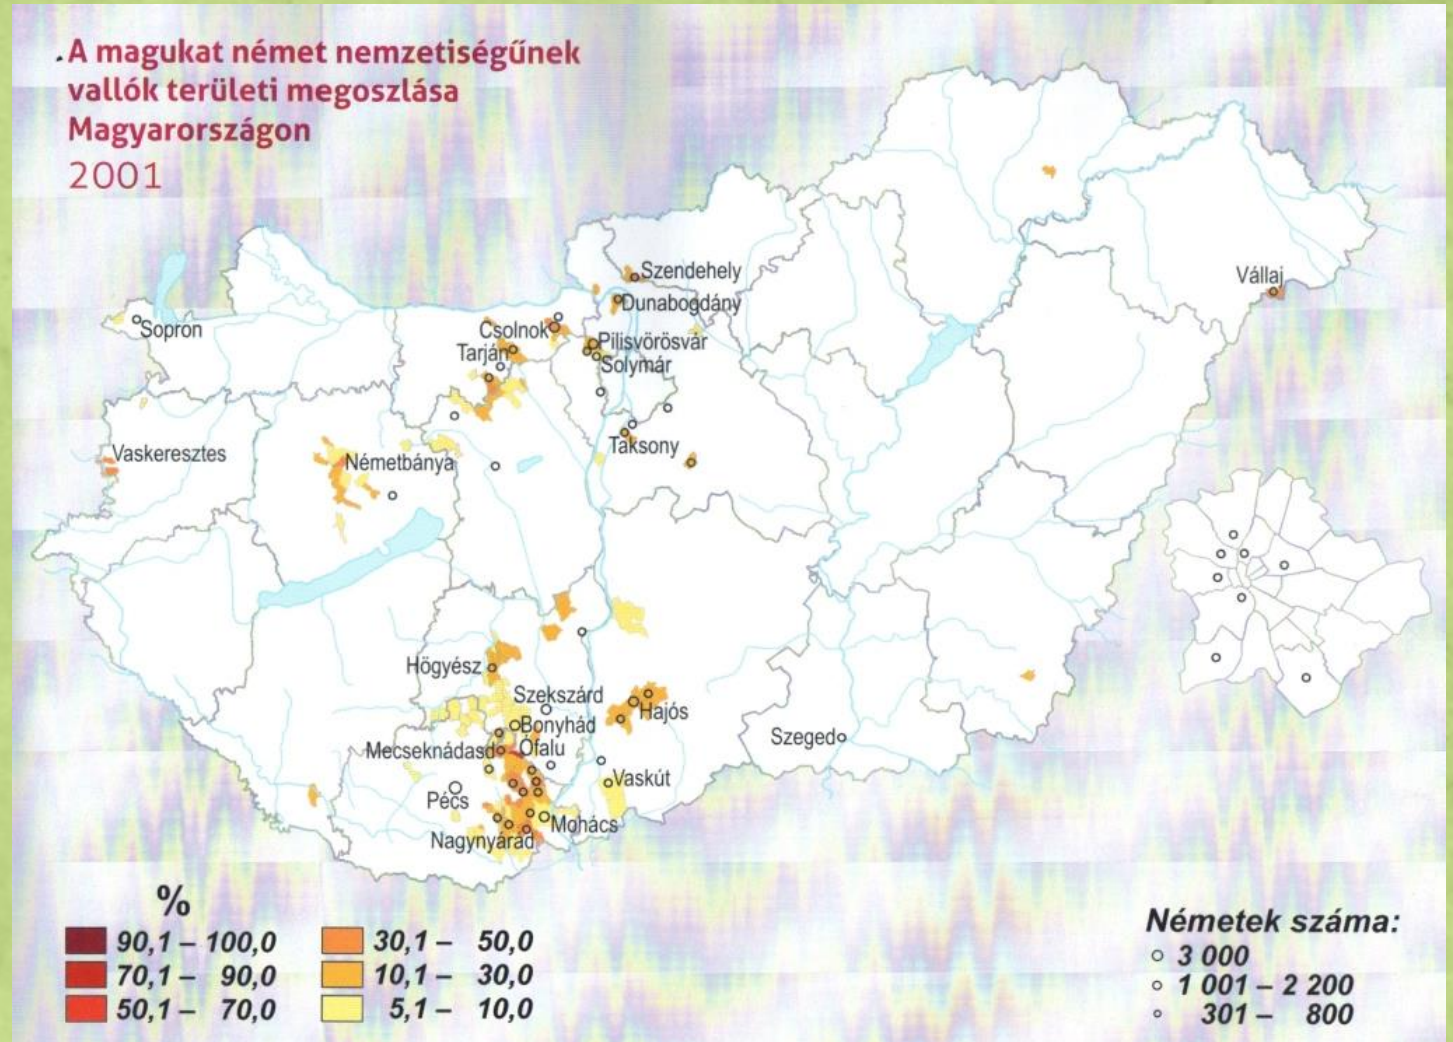 A magukat német nemzetiségűnek
vallók területi megoszlása
Magyarországon
2001
Szendehely
Dunabogdány
Vállaj
Sopron
Csolnok
Pilisvörösvár
Tarján
Solymár
Taksony
Vaskeresztes
Németbánya
Högyész
Szekszárd
Hajós
Bonyhád
Mecseknádasd
Ófalu
Szeged
Vaskút
Pécs
Mohács
Nagynyárád
%
90,1 – 100,0
70,1 – 90,0
50,1 – 70,0
30,1 – 50,0
10,1 – 30,0
5,1 – 10,0
Németek száma:
3 000
1 001 – 2 200
301 – 800